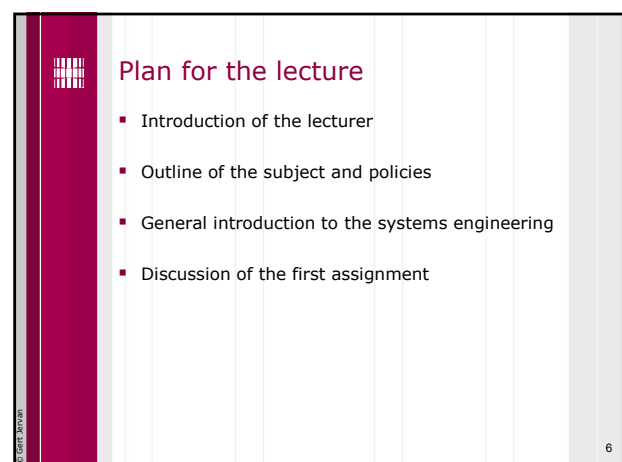 Plan for the lecture
▪ Introduction of the lecturer
▪ Outline of the subject and policies
▪ General introduction to the systems engineering
▪ Discussion of the first assignment
© Gert Jervan
6